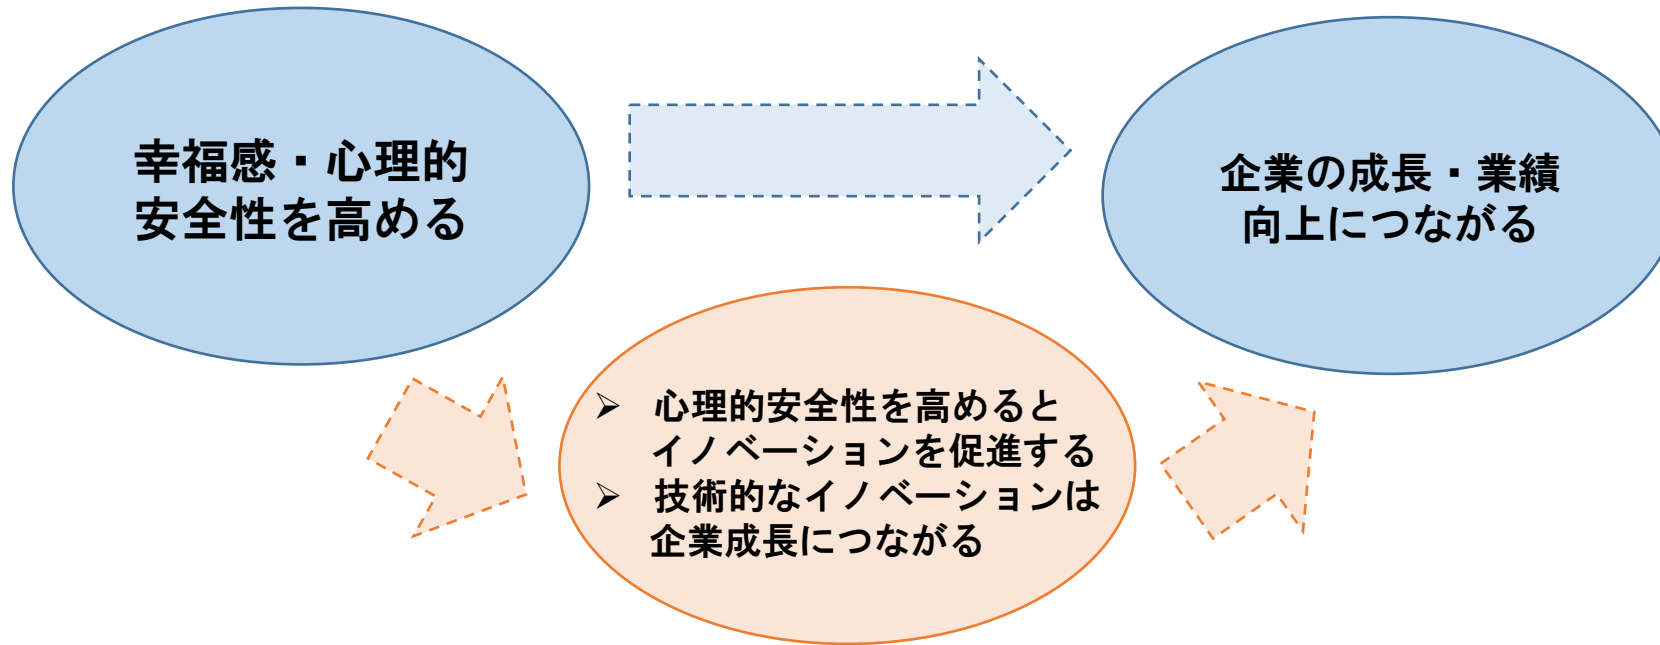 幸福感・心理的
安全性を高める
企業の成長・業績
向上につながる
➢ 心理的安全性を高めると
イノベーションを促進する
➢ 技術的なイノベーションは
企業成長につながる